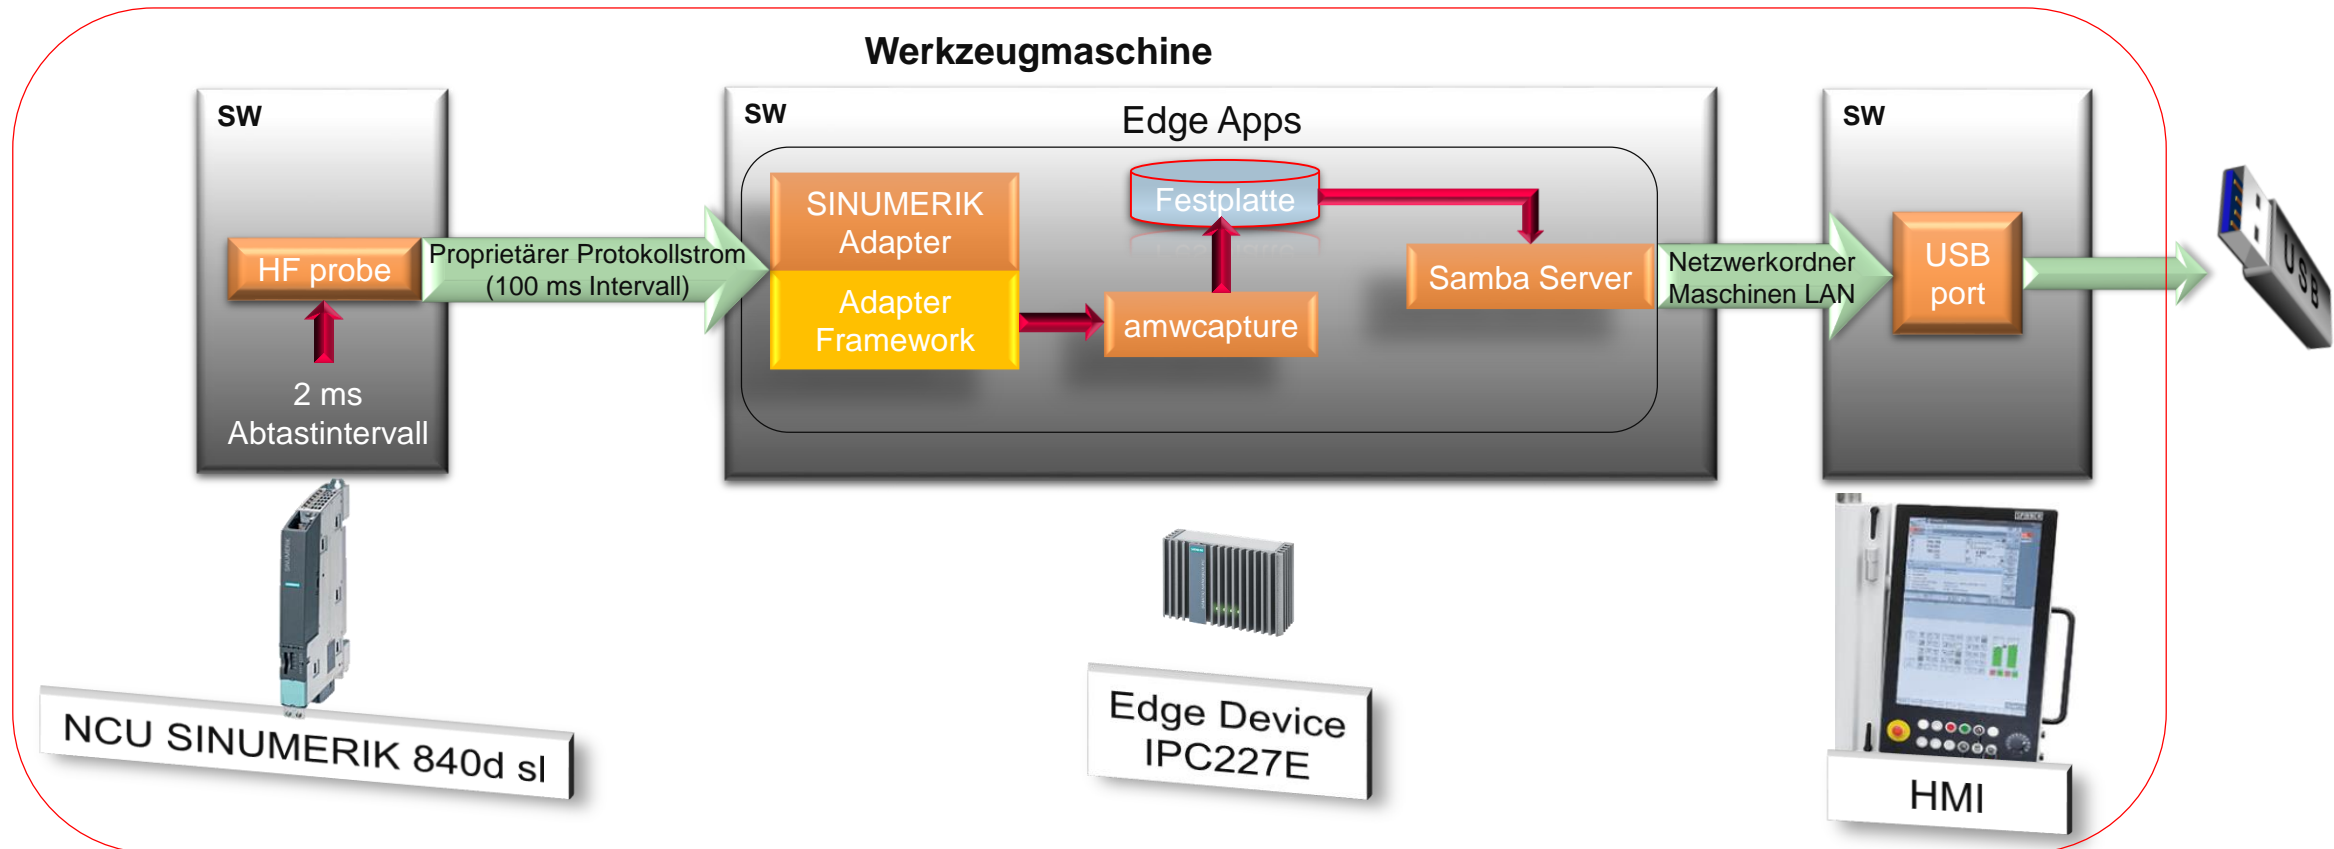 Werkzeugmaschine
SW
HF probe
2 ms
Abtastintervall
Proprietärer Protokollstrom
(100 ms Intervall)
SW
Edge Apps
SINUMERIK
Adapter
Adapter
Framework
amwcapture
Festplatte
Samba Server
Netzwerkordner
Maschinen LAN
SW
USB
port
USB
SINUMERIK
NCU SINUMERIK 840d sl
Edge Device
IPC227E
HMI